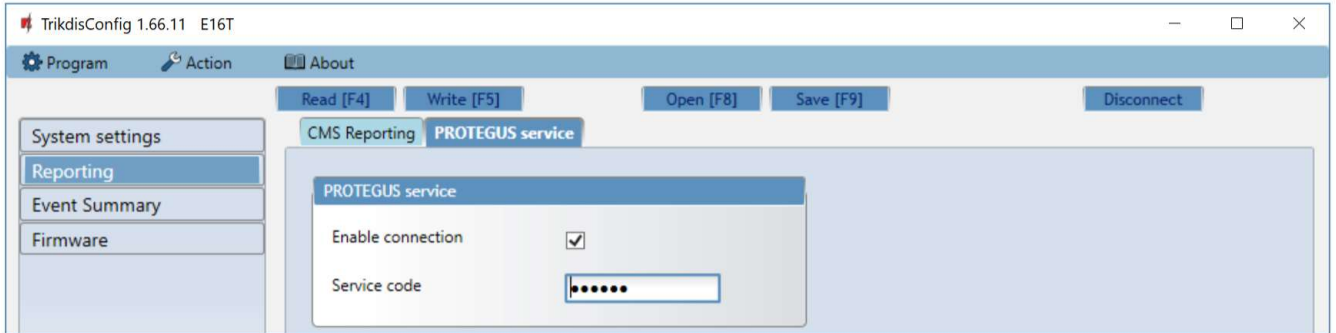 TrikdisConfig 1.66.11 E16T
Program Action About
Read [F4] Write [F5] Open [F8] Save [F9] Disconnect
System settings
Reporting
Event Summary
Firmware
CMS Reporting PROTEGUS service
PROTEGUS service
Enable connection
Service code ••••••